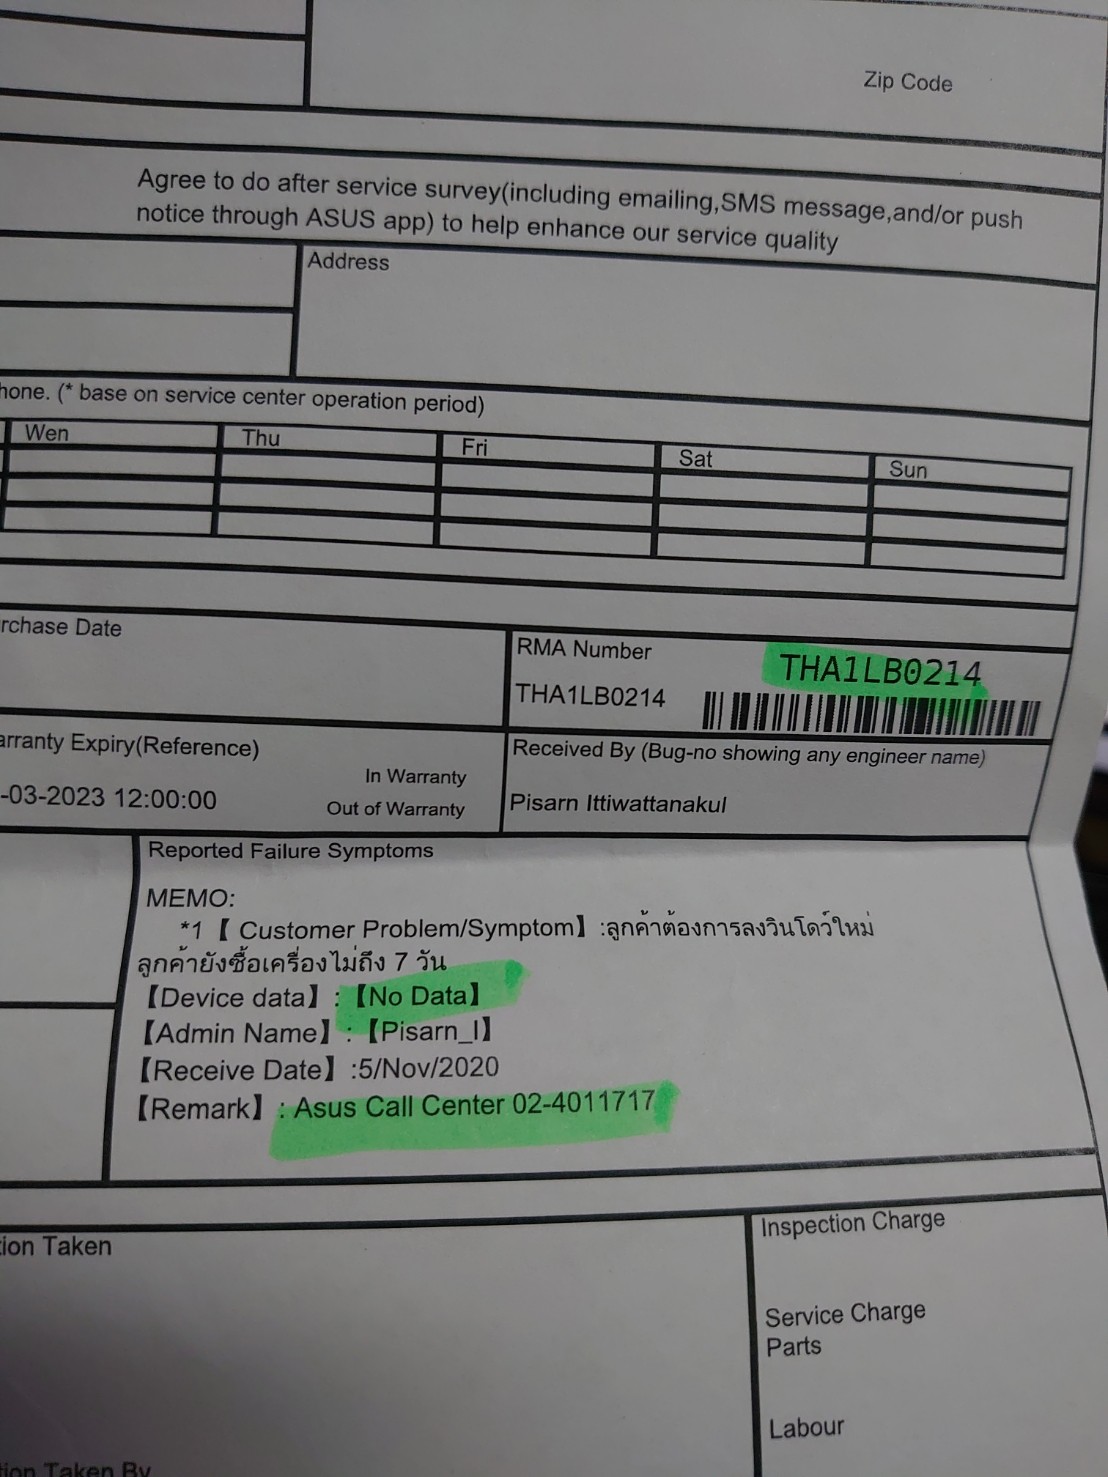 Zip Code
Agree to do after service survey(including emailing,SMS message,and/or push
notice through ASUS app) to help enhance our service quality
Address
hone. (* base on service center operation period)
Wen Thu Fri Sat Sun
rchase Date
RMA Number
THA1LB0214
THA1LB0214
arranty Expiry(Reference)
In Warranty
-03-2023 12:00:00
Out of Warranty
Received By (Bug-no showing any engineer name)
Pisarn Ittiwattanakul
Reported Failure Symptoms
MEMO:
*1【 Customer Problem/Symptom】:ลูกค้าต้องการลงวินโดว์ใหม่
ลูกค้ายังซื้อเครื่องไม่ถึง 7 วัน
【Device data】:【No Data】
【Admin Name】:【Pisarn_I】
【Receive Date】:5/Nov/2020
【Remark】: Asus Call Center 02-4011717
tion Taken
Inspection Charge
Service Charge
Parts
Labour
tion Taken By